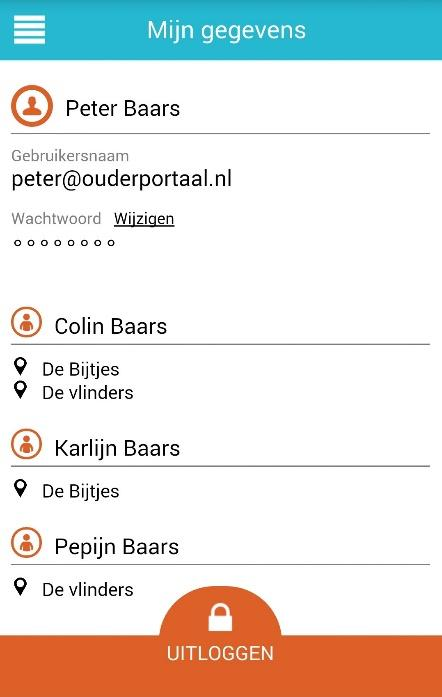 Mijn gegevens
Peter Baars
Gebruikersnaam
peter@ouderportaal.nl
Wachtwoord Wijzigen
Colin Baars
De Bijtjes
De vlinders
Karlijn Baars
De Bijtjes
Pepijn Baars
De vlinders
UITLOGGEN